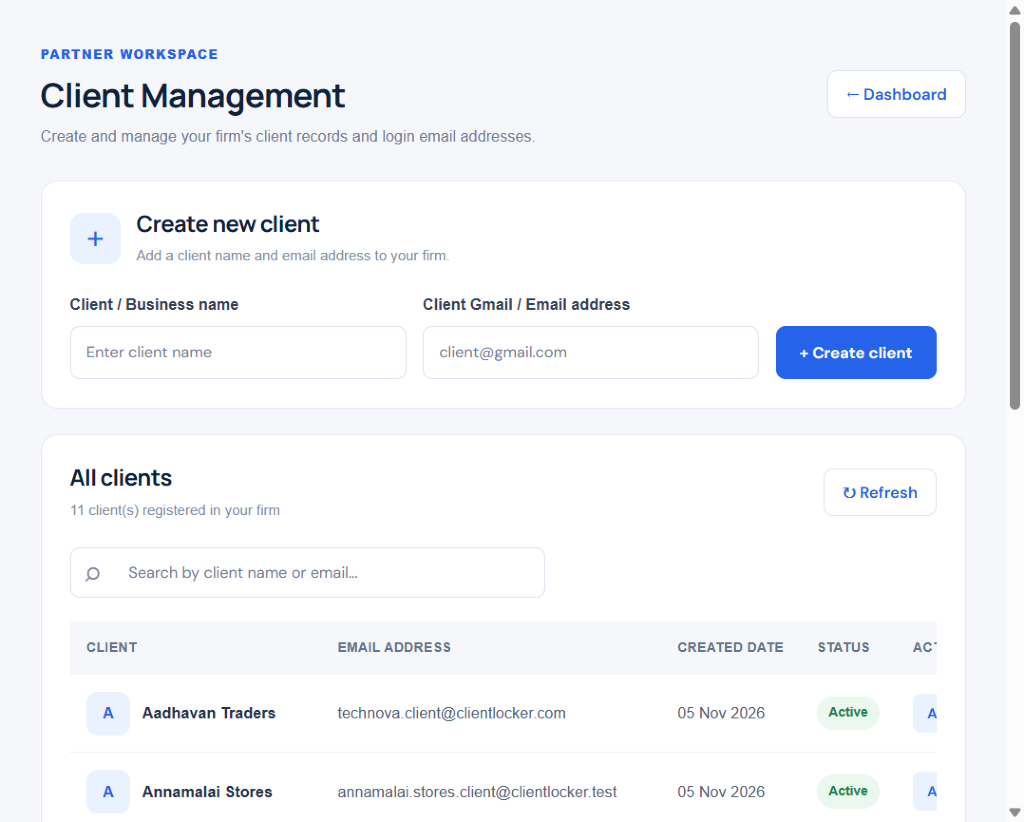 PARTNER WORKSPACE
Client Management
← Dashboard
Create and manage your firm's client records and login email addresses.
+
Create new client
Add a client name and email address to your firm.
Client / Business name
Client Gmail / Email address
Enter client name
client@gmail.com
+ Create client
All clients
↻ Refresh
11 client(s) registered in your firm
Search by client name or email...
CLIENT EMAIL ADDRESS CREATED DATE STATUS
A Aadhavan Traders technova.client@clientlocker.com 05 Nov 2026 Active A
A Annamalai Stores annamalai.stores.client@clientlocker.test 05 Nov 2026 Active A